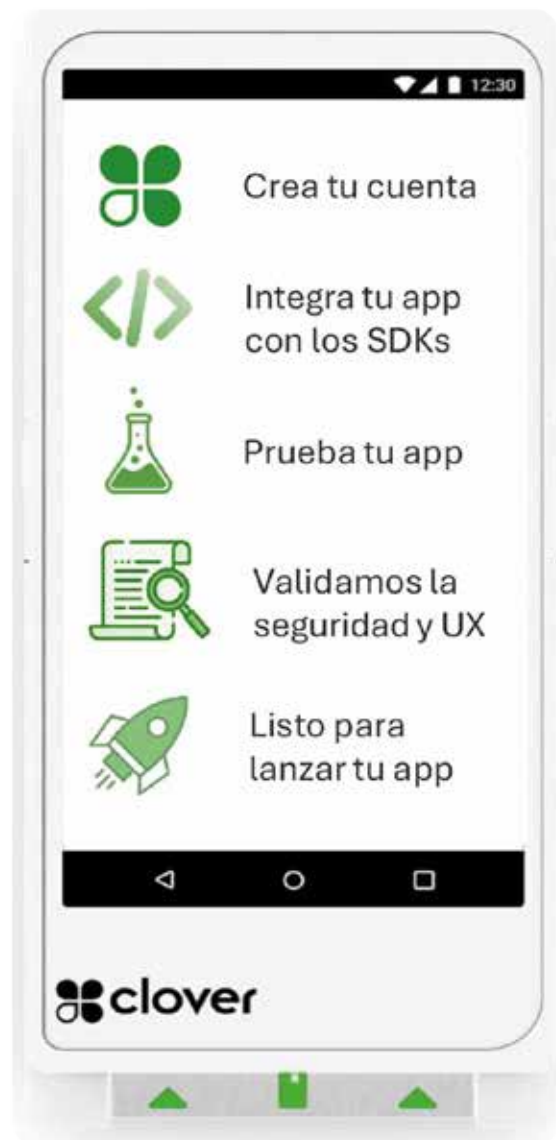 12:30
Crea tu cuenta
Integra tu app
con los SDKs
Prueba tu app
Validamos la
seguridad y UX
Listo para
lanzar tu app
clover